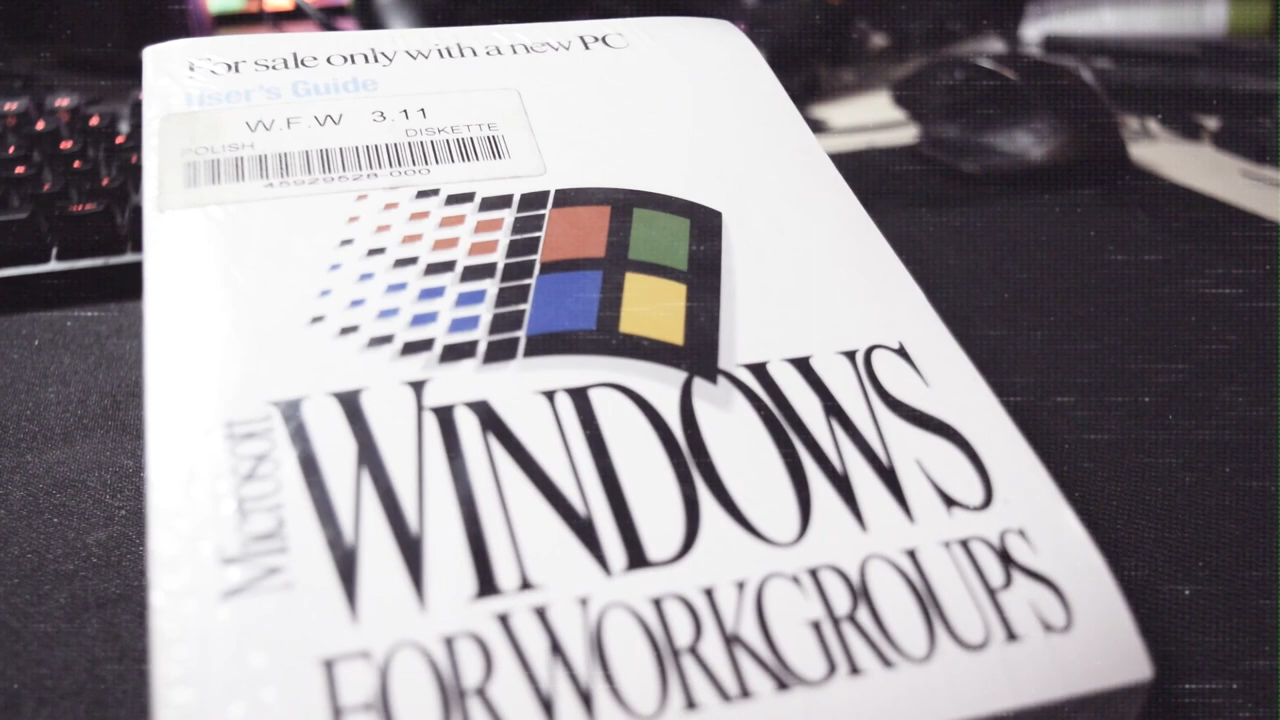 For sale only with a new PC
User's Guide
W.F.W 3.11
DISKETTE
POLISH
45929528-000
Microsoft
WINDOWS
FOR WORKGROUPS